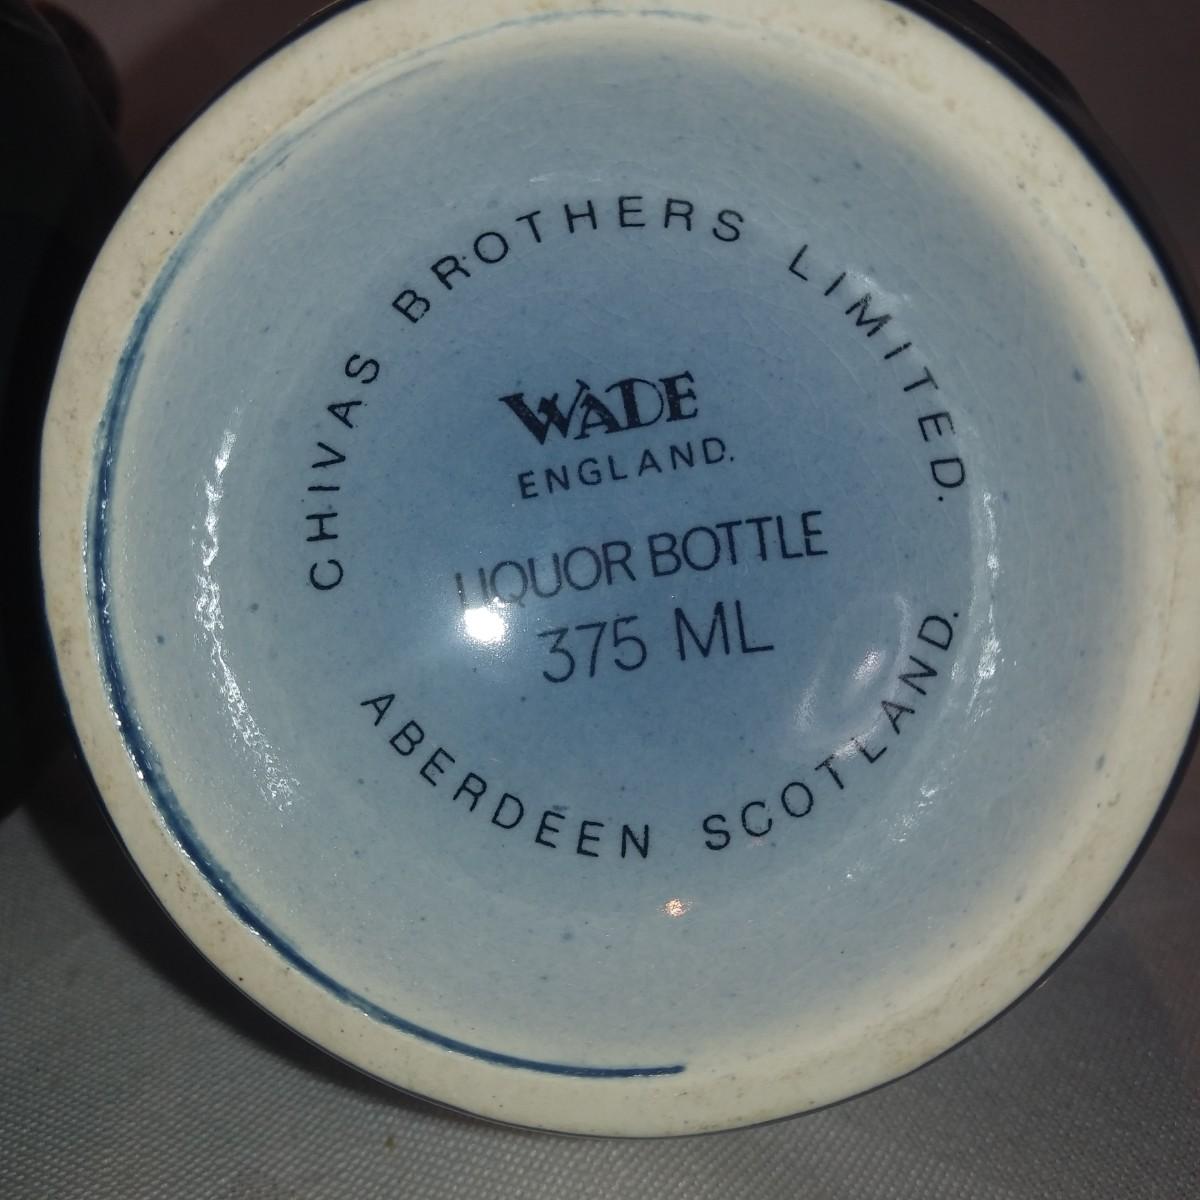 CHIVAS BROTHERS LIMITED.
WADE
ENGLAND.
LIQUOR BOTTLE
375 ML
ABERDEEN SCOTLAND.